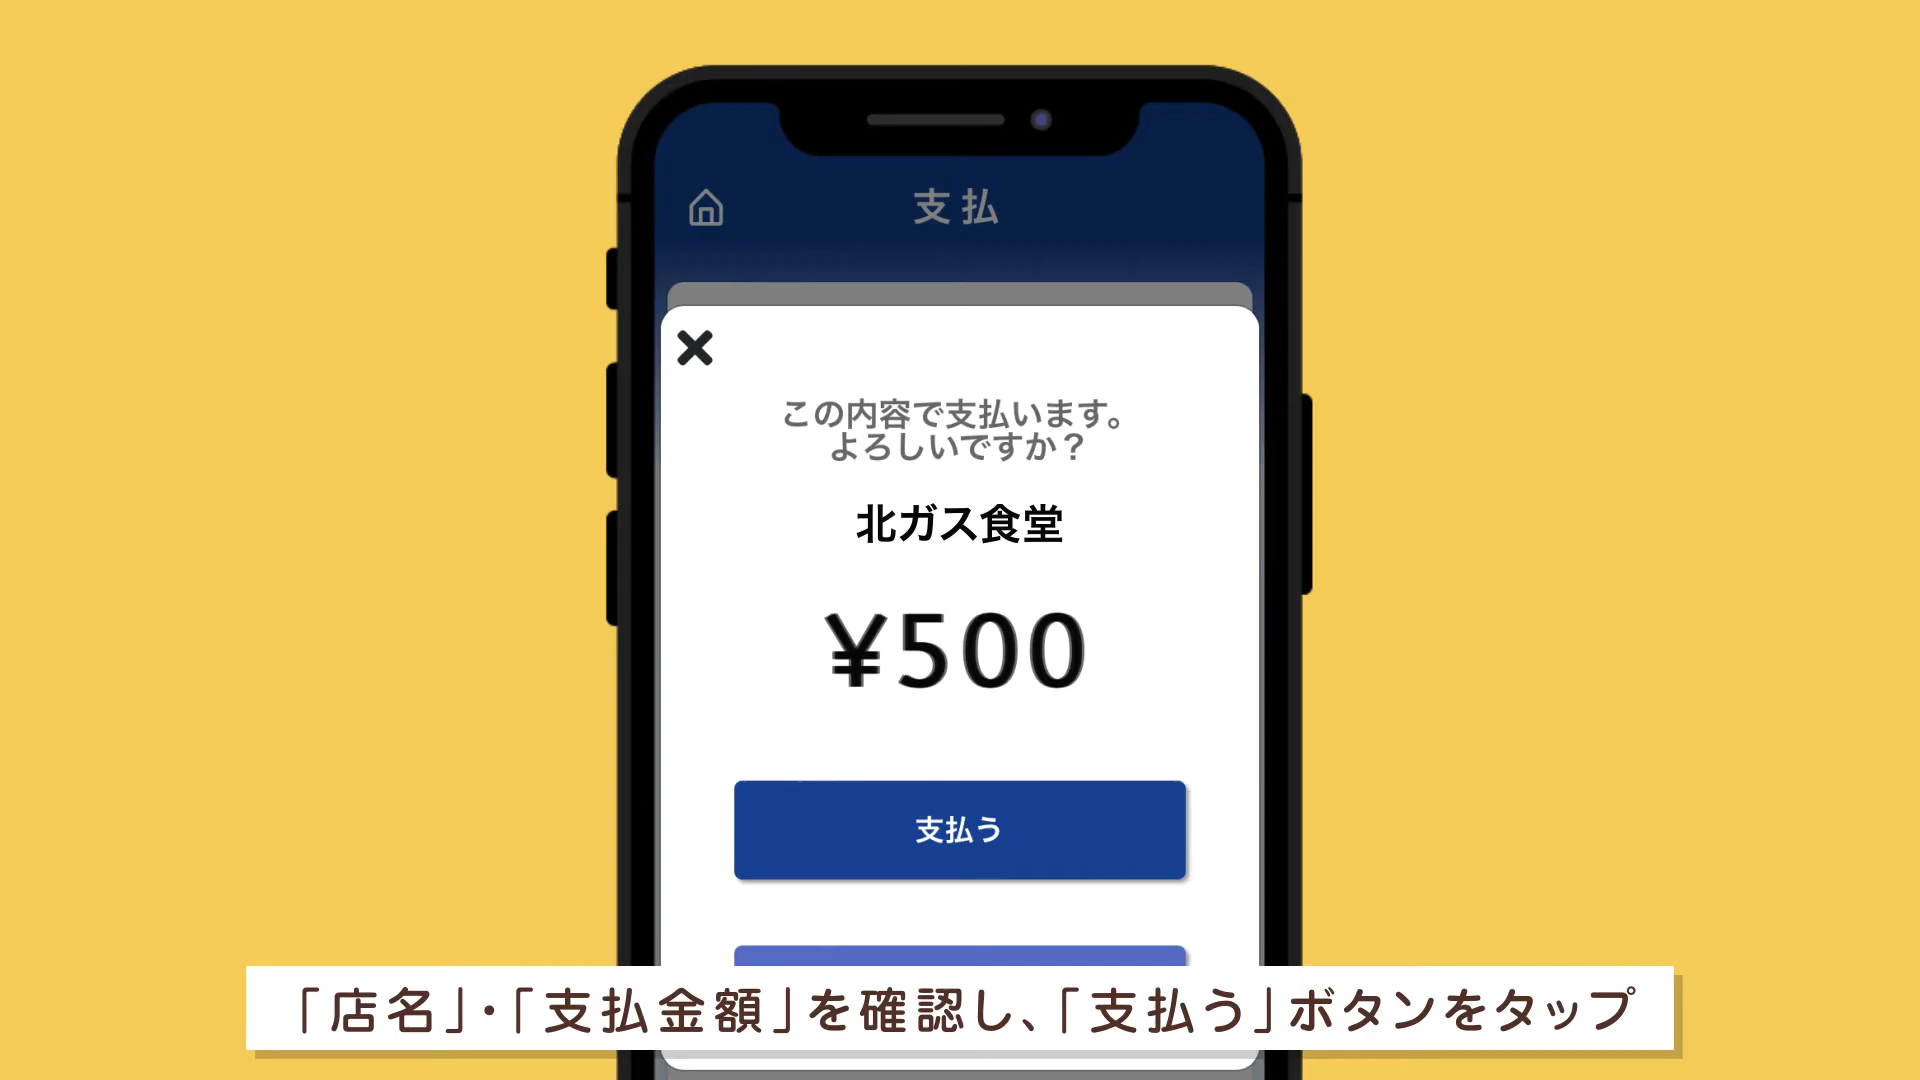 支払
この内容で支払います。
よろしいですか？
北ガス食堂
¥500
支払う
「店名」・「支払金額」を確認し、「支払う」ボタンをタップ